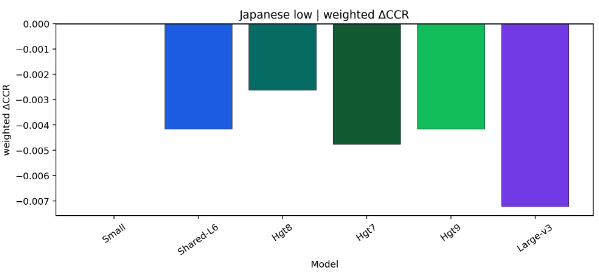 Japanese low | weighted ΔCCR
weighted ΔCCR
0.000
−0.001
−0.002
−0.003
−0.004
−0.005
−0.006
−0.007
Small
Shared-L6
Hgt8
Hgt7
Hgt9
Large-v3
Model